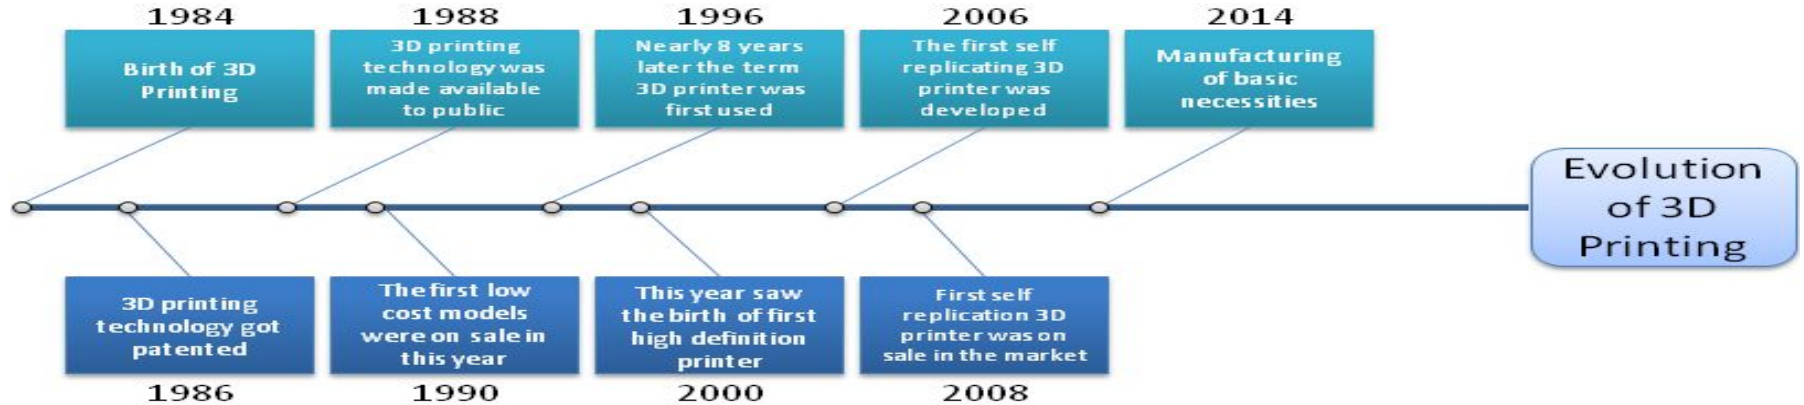 1984
Birth of 3D
Printing
1988
3D printing
technology was
made available
to public
1996
Nearly 8 years
later the term
3D printer was
first used
2006
The first self
replicating 3D
printer was
developed
2014
Manufacturing
of basic
necessities
Evolution
of 3D
Printing
3D printing
technology got
patented
1986
The first low
cost models
were on sale in
this year
1990
This year saw
the birth of first
high definition
printer
2000
First self
replication 3D
printer was on
sale in the market
2008